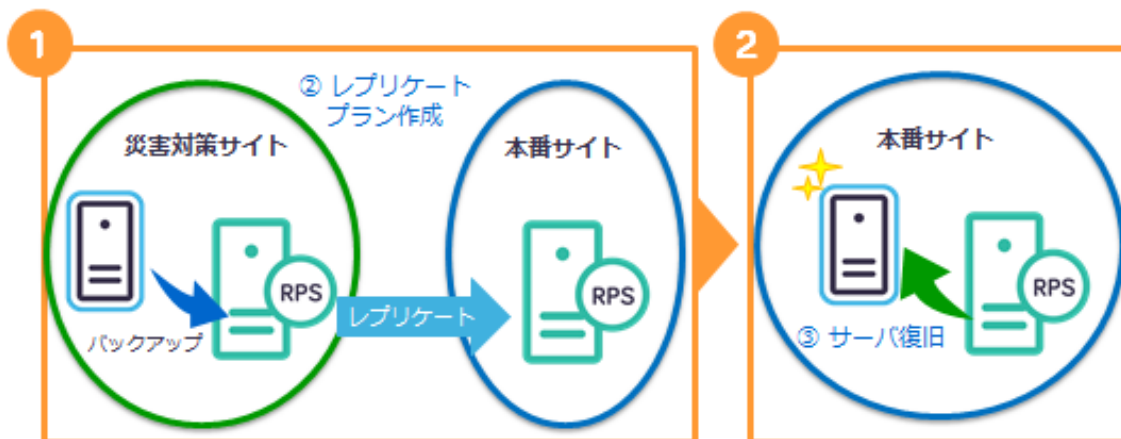 1
② レプリケート
プラン作成
災害対策サイト
本番サイト
RPS
RPS
レプリケート
バックアップ
2
本番サイト
RPS
③ サーバ復旧